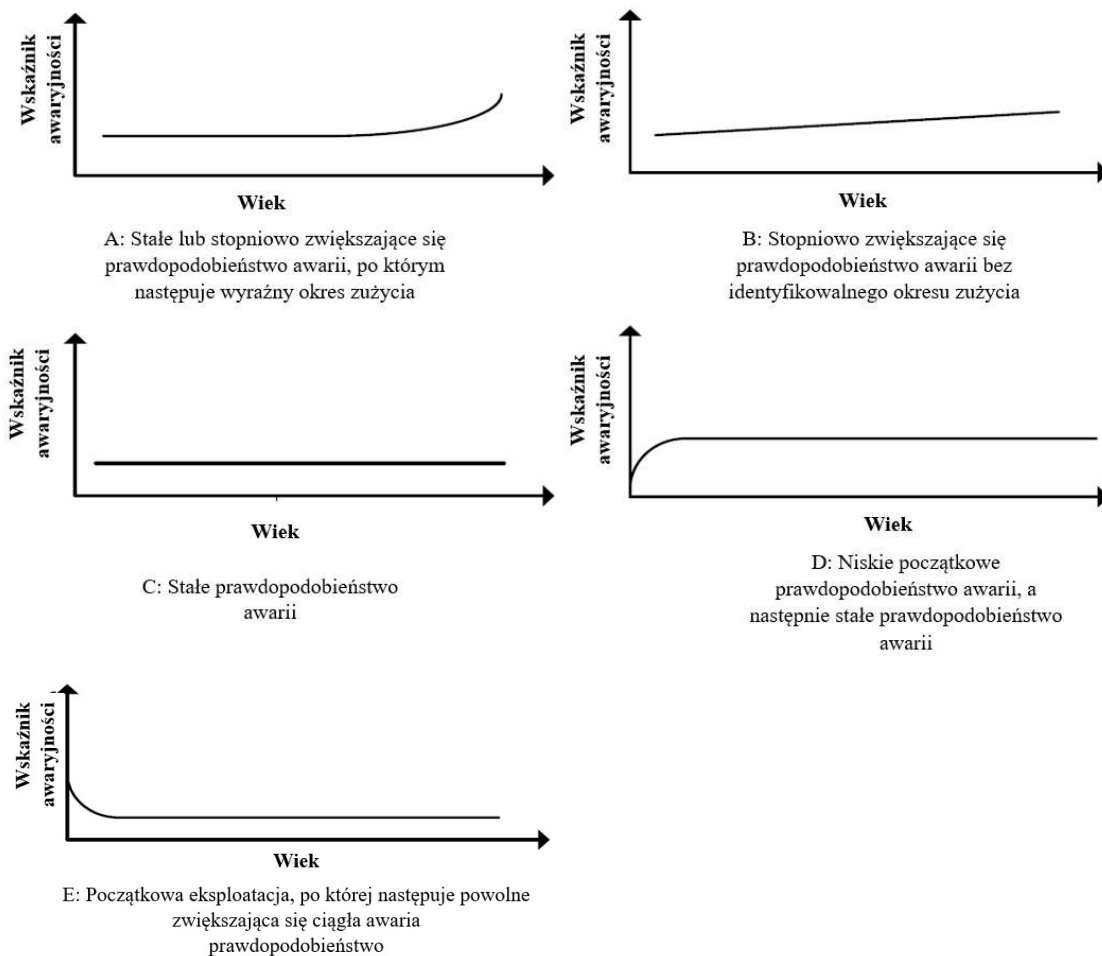 Wskaźnik
awaryjności
Wiek
A: Stałe lub stopniowo zwiększające się
prawdopodobieństwo awarii, po którym
następuje wyraźny okres zużycia
Wskaźnik
awaryjności
Wiek
B: Stopniowo zwiększające się
prawdopodobieństwo awarii bez
identyfikowalnego okresu zużycia
Wskaźnik
awaryjności
Wiek
C: Stałe prawdopodobieństwo
awarii
Wskaźnik
awaryjności
Wiek
D: Niskie początkowe
prawdopodobieństwo awarii, a
następnie stałe prawdopodobieństwo
awarii
Wskaźnik
awaryjności
Wiek
E: Początkowa eksploatacja, po której następuje powolne
zwiększająca się ciągła awaria
prawdopodobieństwo